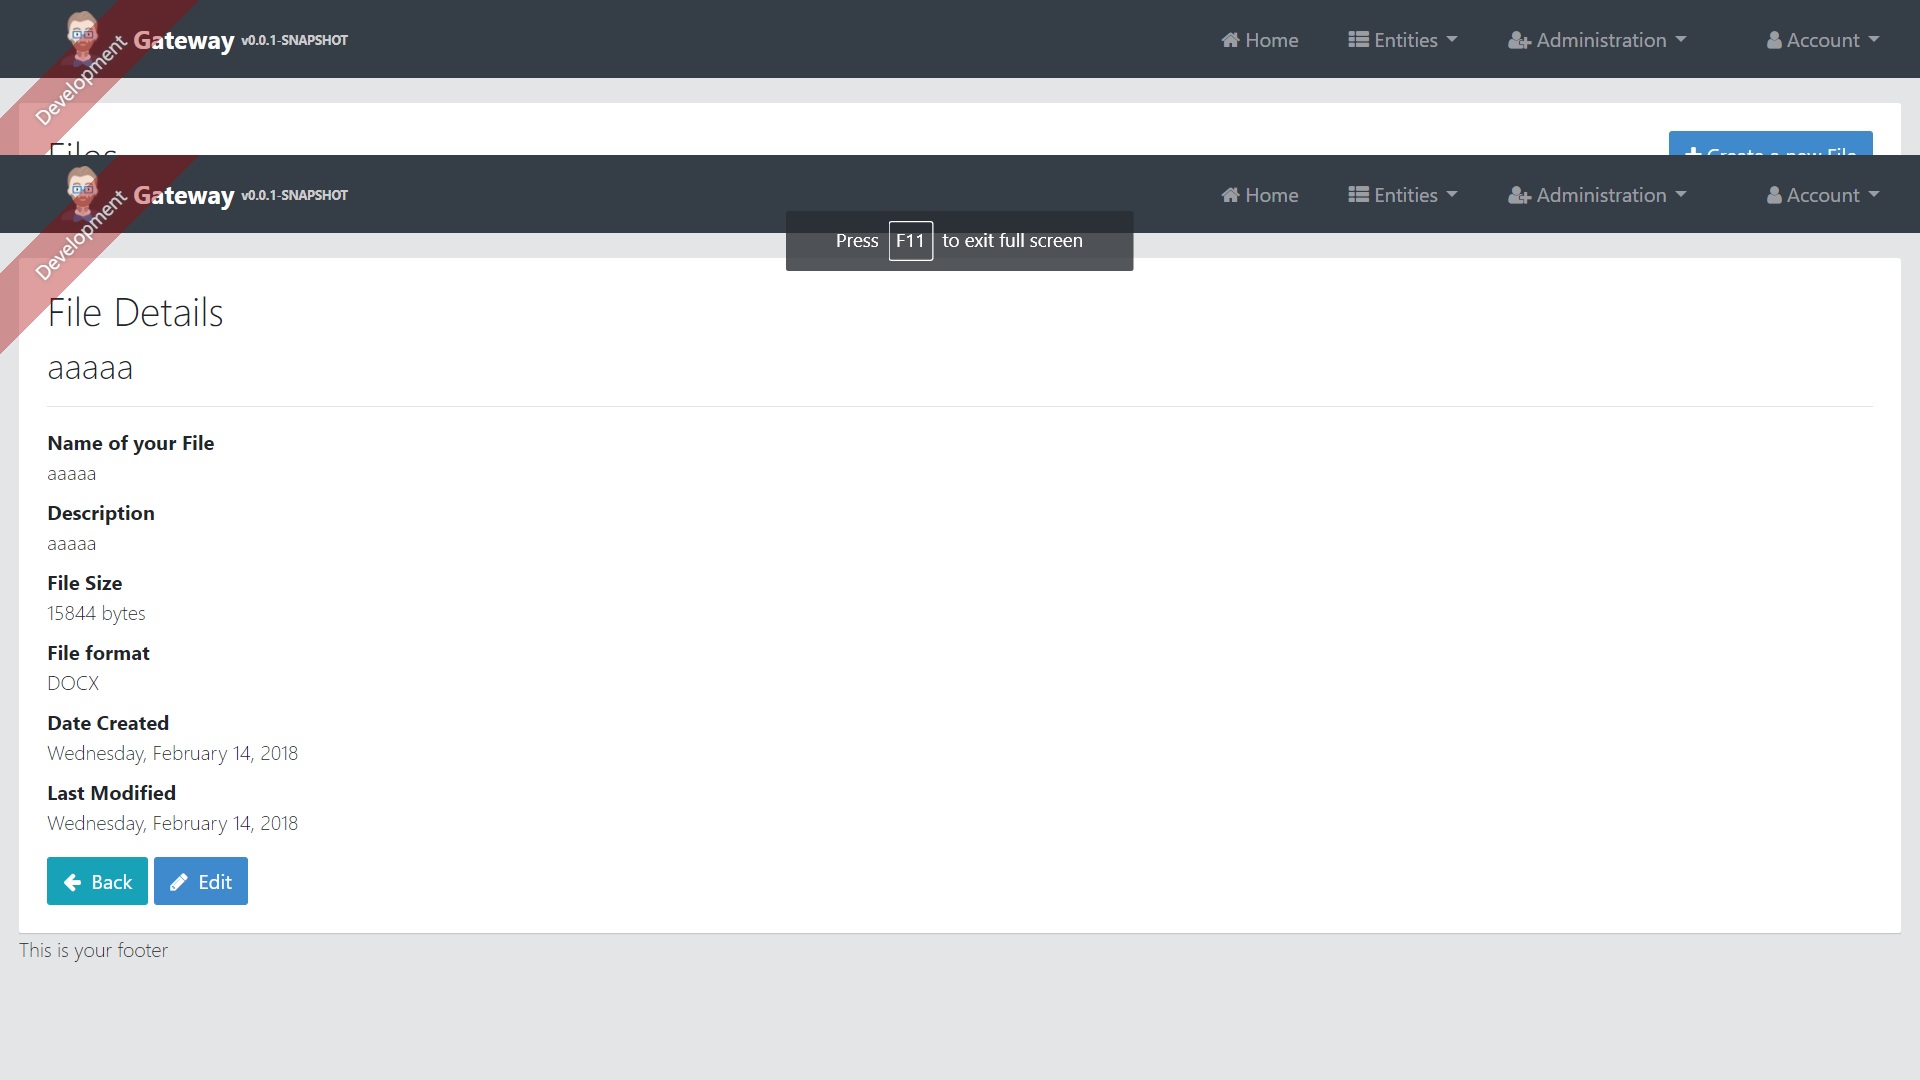 Gateway v0.0.1-SNAPSHOT Home Entities Administration Account
Development
Files
Create a new File
Gateway v0.0.1-SNAPSHOT Home Entities Administration Account
Development
Press F11 to exit full screen
File Details
aaaaa
Name of your File
aaaaa
Description
aaaaa
File Size
15844 bytes
File format
DOCX
Date Created
Wednesday, February 14, 2018
Last Modified
Wednesday, February 14, 2018
Back Edit
This is your footer